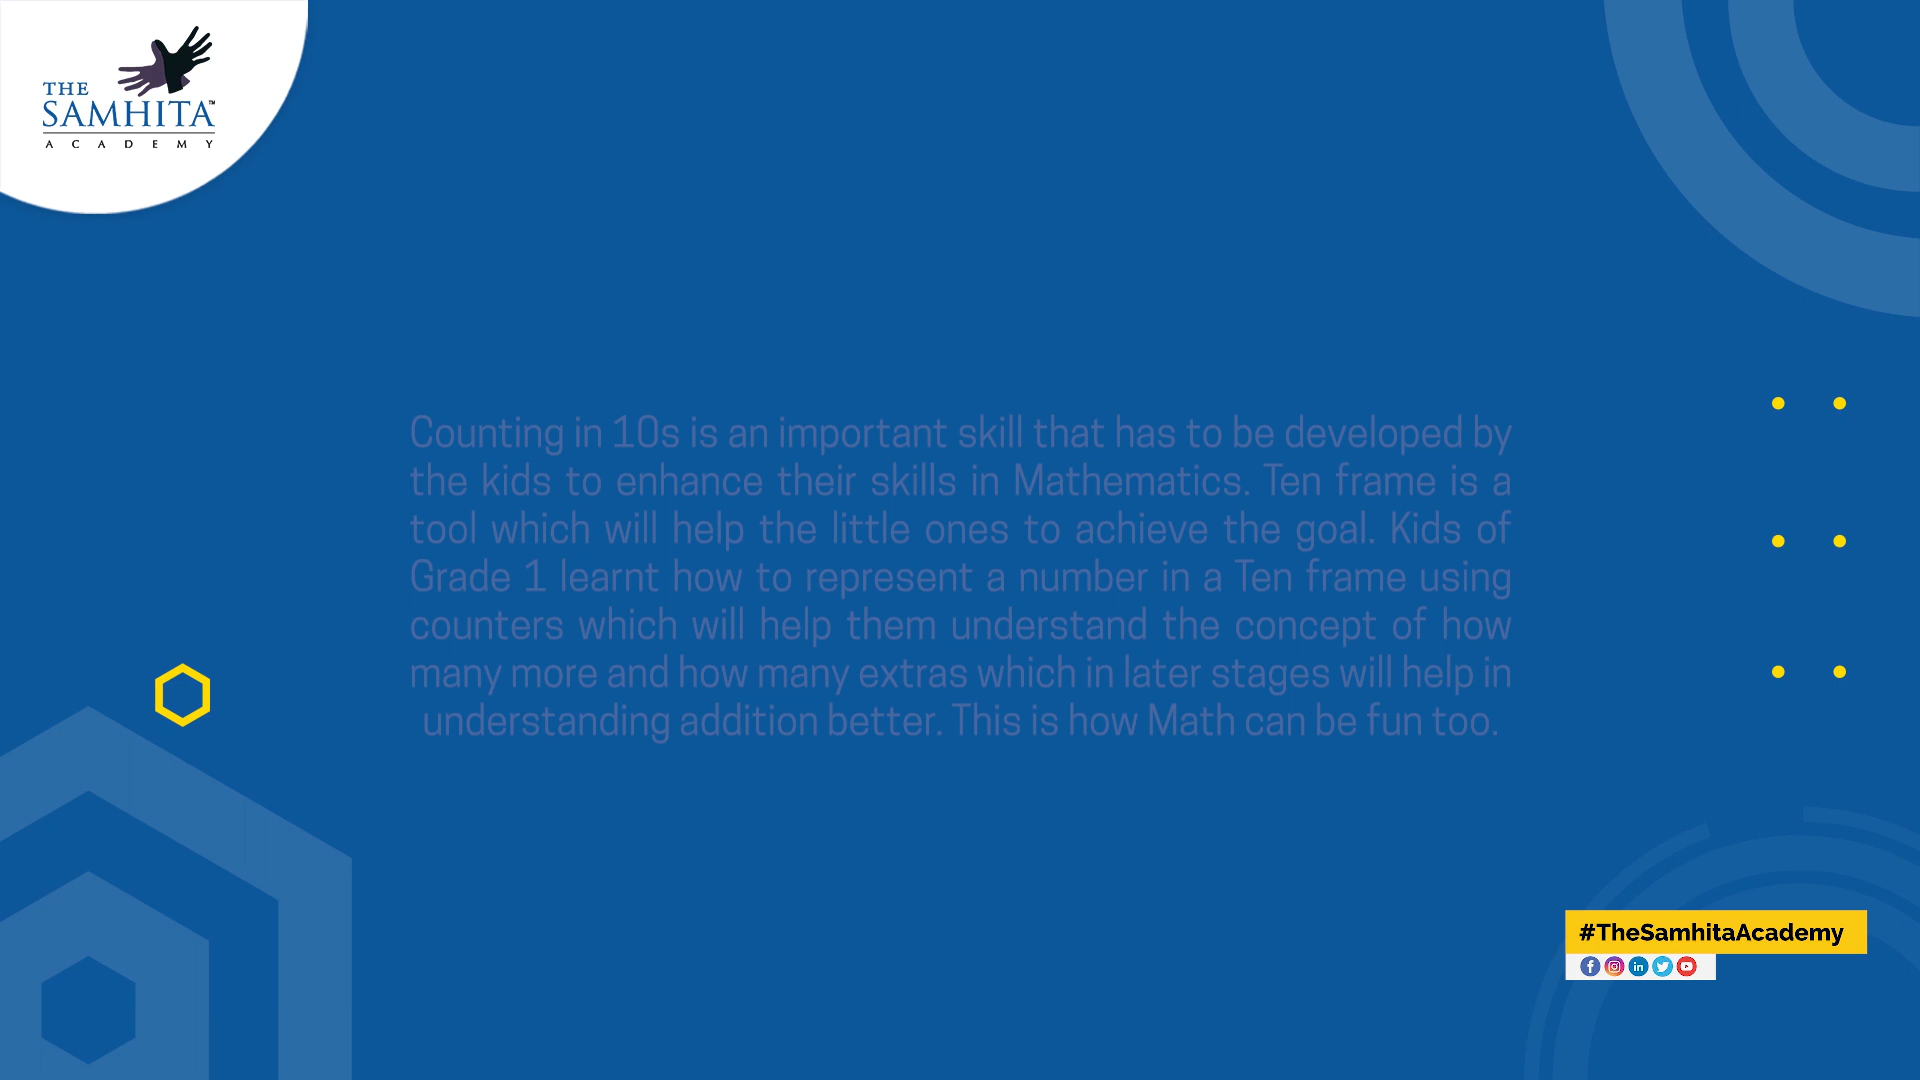 THE
SAMHITA™
ACADEMY
Counting in 10s is an important skill that has to be developed by
the kids to enhance their skills in Mathematics. Ten frame is a
tool which will help the little ones to achieve the goal. Kids of
Grade 1 learnt how to represent a number in a Ten frame using
counters which will help them understand the concept of how
many more and how many extras which in later stages will help in
understanding addition better. This is how Math can be fun too.
#TheSamhitaAcademy